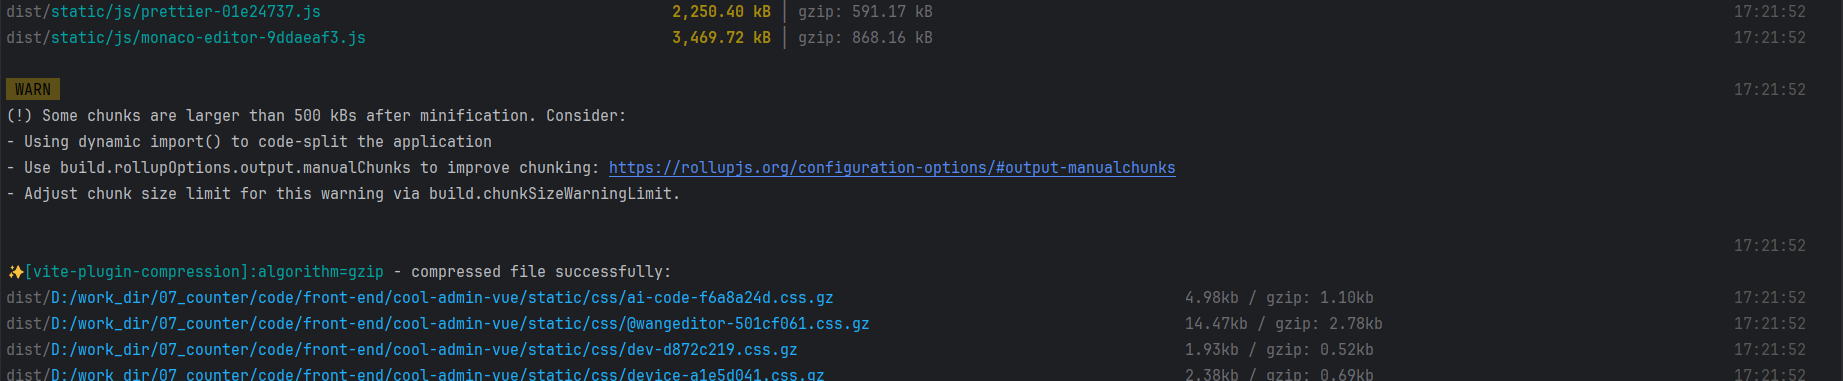 dist/static/js/prettier-01e24737.js 2,250.40 kB │ gzip: 591.17 kB 17:21:52
dist/static/js/monaco-editor-9ddaeaf3.js 3,469.72 kB │ gzip: 868.16 kB 17:21:52
WARN 17:21:52
(!) Some chunks are larger than 500 kBs after minification. Consider:
- Using dynamic import() to code-split the application
- Use build.rollupOptions.output.manualChunks to improve chunking: https://rollupjs.org/configuration-options/#output-manualchunks
- Adjust chunk size limit for this warning via build.chunkSizeWarningLimit.
17:21:52
✨[vite-plugin-compression]:algorithm=gzip - compressed file successfully:
dist/D:/work_dir/07_counter/code/front-end/cool-admin-vue/static/css/ai-code-f6a8a24d.css.gz 4.98kb / gzip: 1.10kb 17:21:52
dist/D:/work_dir/07_counter/code/front-end/cool-admin-vue/static/css/@wangeditor-501cf061.css.gz 14.47kb / gzip: 2.78kb 17:21:52
dist/D:/work_dir/07_counter/code/front-end/cool-admin-vue/static/css/dev-d872c219.css.gz 1.93kb / gzip: 0.52kb 17:21:52
dist/D:/work_dir/07_counter/code/front-end/cool-admin-vue/static/css/device-a1e5d041.css.gz 2.38kb / gzip: 0.69kb 17:21:52